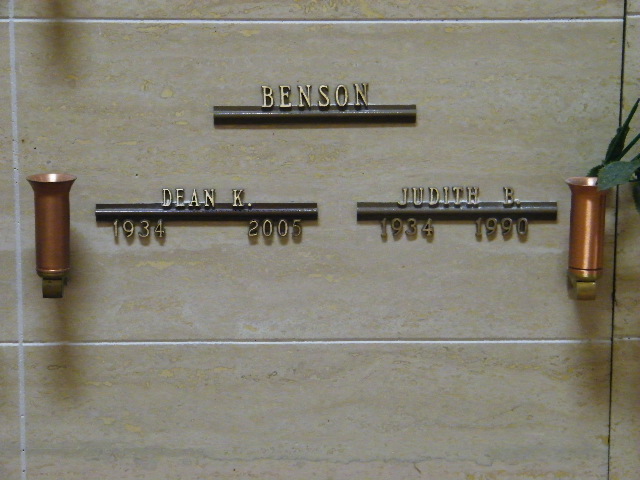 BENSON
DEAN K.
1934 2005
JUDITH B.
1934 1990